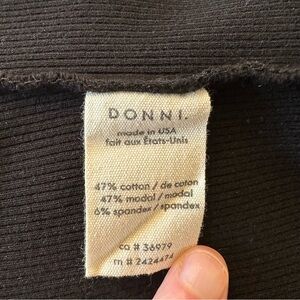 DONNI.
made in USA
fait aux États-Unis
47% cotton / de coton
47% modal / modal
6% spandex / spandex
ca # 36979
rn # 2424474